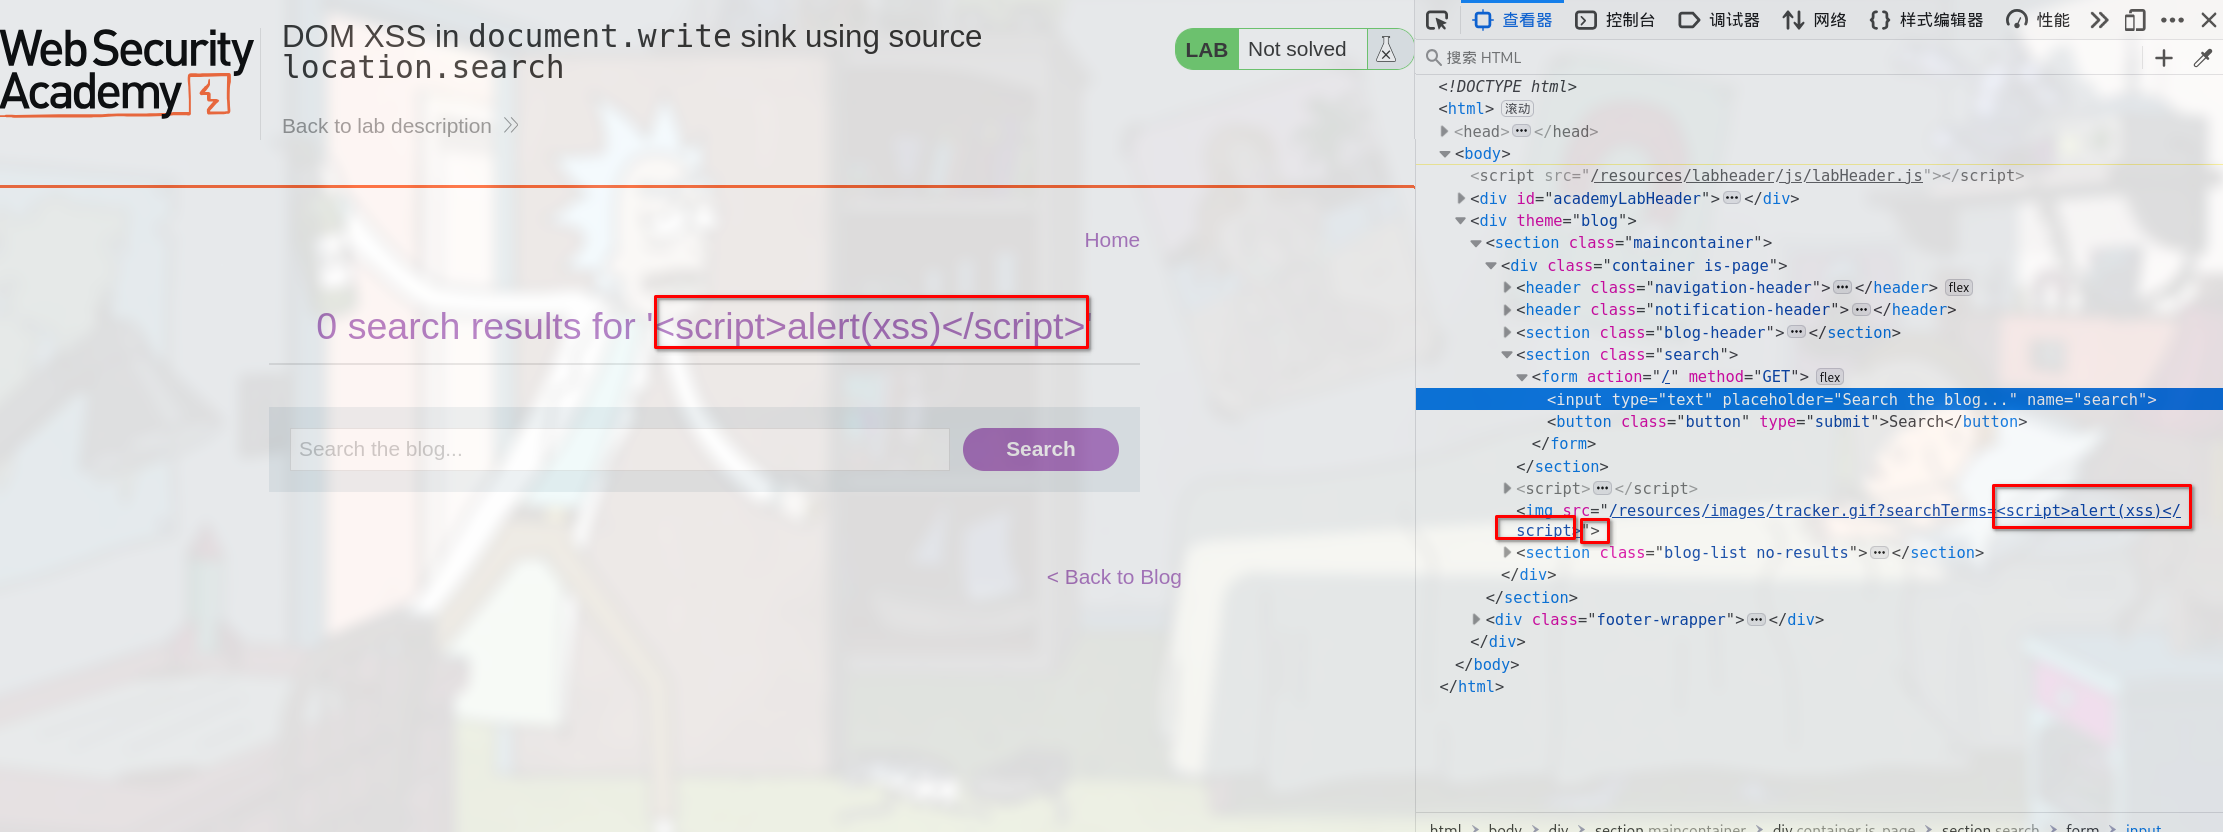 Web Security
Academy
DOM XSS in document.write sink using source
location.search
Back to lab description
LAB Not solved
Home
0 search results for '<script>alert(xss)</script>'
Search the blog...
Search
< Back to Blog
查看器 控制台 调试器 网络 样式编辑器 性能
搜索 HTML
<!DOCTYPE html>
<html> 滚动
<head> </head>
<body>
<script src="/resources/labheader/js/labHeader.js"></script>
<div id="academyLabHeader"> </div>
<div theme="blog">
<section class="maincontainer">
<div class="container is-page">
<header class="navigation-header"> </header> flex
<header class="notification-header"> </header>
<section class="blog-header"> </section>
<section class="search">
<form action="/" method="GET"> flex
<input type="text" placeholder="Search the blog..." name="search">
<button class="button" type="submit">Search</button>
</form>
</section>
<script> </script>
<img src="/resources/images/tracker.gif?searchTerms=<script>alert(xss)</
script>">
<section class="blog-list no-results"> </section>
</div>
</section>
<div class="footer-wrapper"> </div>
</div>
</body>
</html>
html body div section.maincontainer div.container.is-page section.search form input